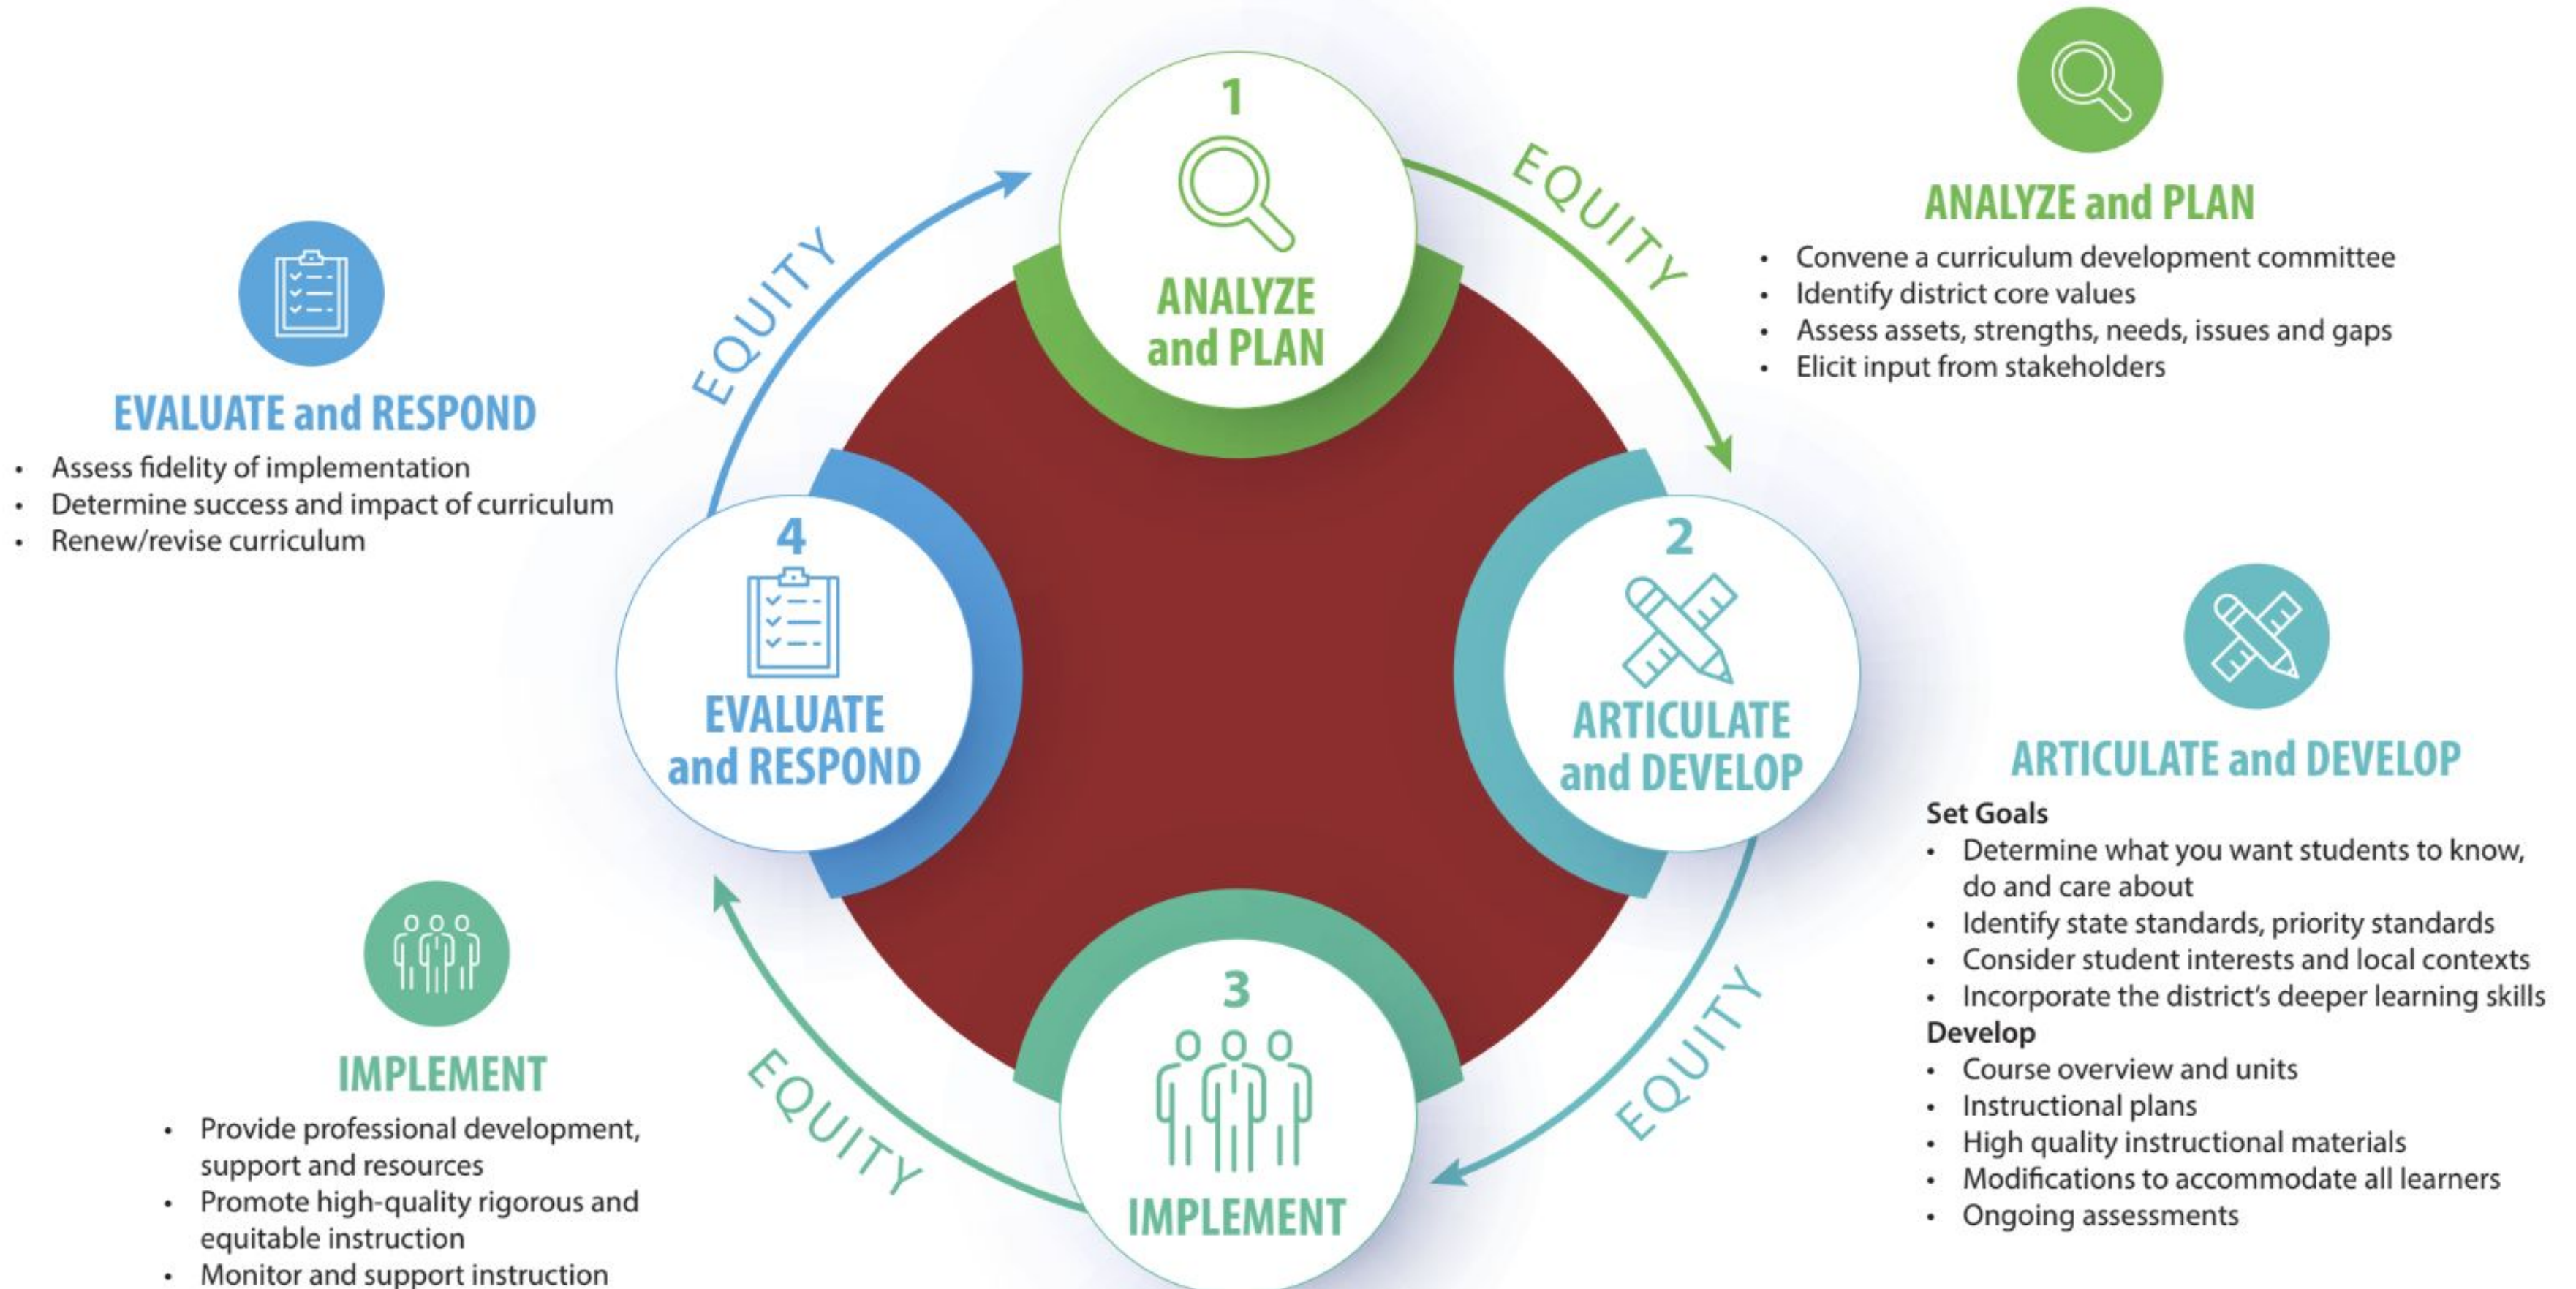 1
ANALYZE
and PLAN
EQUITY
2
ARTICULATE
and DEVELOP
EQUITY
3
IMPLEMENT
EQUITY
4
EVALUATE
and RESPOND
EQUITY
ANALYZE and PLAN
• Convene a curriculum development committee
• Identify district core values
• Assess assets, strengths, needs, issues and gaps
• Elicit input from stakeholders
ARTICULATE and DEVELOP
Set Goals
• Determine what you want students to know,
do and care about
• Identify state standards, priority standards
• Consider student interests and local contexts
• Incorporate the district's deeper learning skills
Develop
• Course overview and units
• Instructional plans
• High quality instructional materials
• Modifications to accommodate all learners
• Ongoing assessments
IMPLEMENT
• Provide professional development,
support and resources
• Promote high-quality rigorous and
equitable instruction
• Monitor and support instruction
EVALUATE and RESPOND
• Assess fidelity of implementation
• Determine success and impact of curriculum
• Renew/revise curriculum